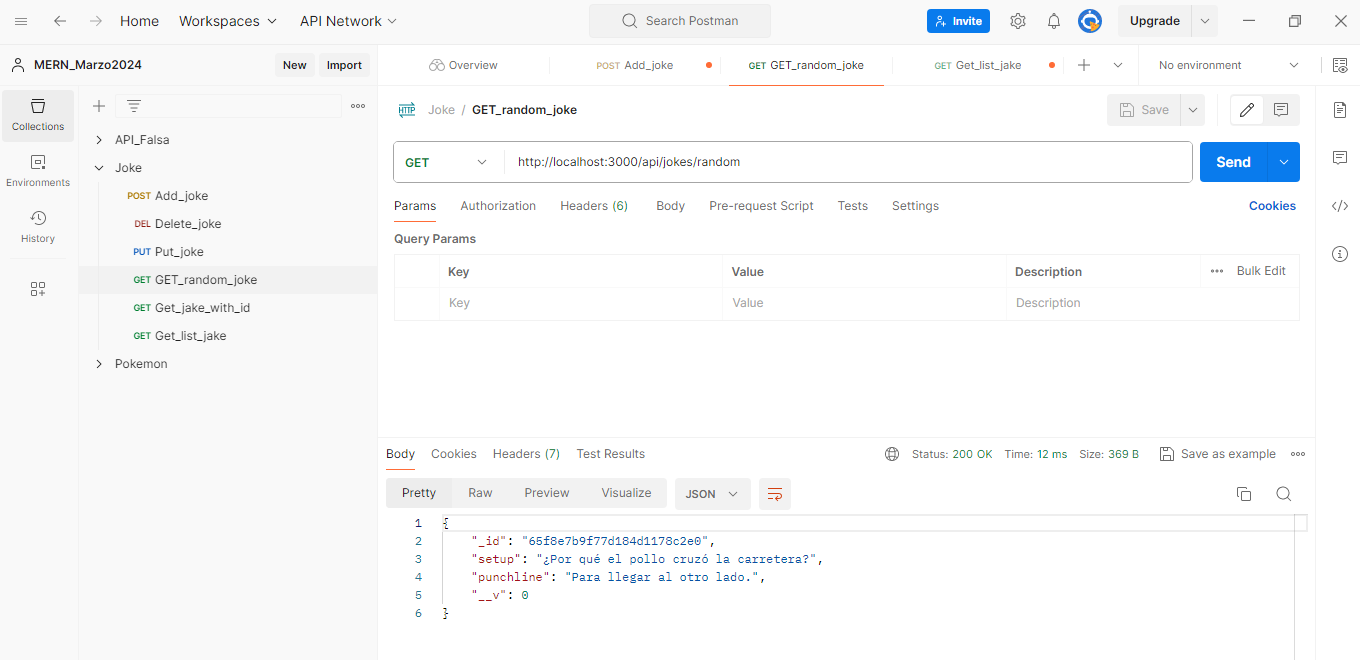 Home Workspaces API Network Search Postman Invite Upgrade
MERN_Marzo2024 New Import Overview POST Add_joke GET GET_random_joke GET Get_list_jake No environment
Collections
Environments
History
API_Falsa
Joke
POST Add_joke
DEL Delete_joke
PUT Put_joke
GET GET_random_joke
GET Get_jake_with_id
GET Get_list_jake
Pokemon
HTTP Joke / GET_random_joke Save
GET http://localhost:3000/api/jokes/random Send
Params Authorization Headers (6) Body Pre-request Script Tests Settings Cookies
Query Params
Key Value Description Bulk Edit
Key Value Description
Body Cookies Headers (7) Test Results Status: 200 OK Time: 12 ms Size: 369 B Save as example
Pretty Raw Preview Visualize JSON
1 {
2 "_id": "65f8e7b9f77d184d1178c2e0",
3 "setup": "¿Por qué el pollo cruzó la carretera?",
4 "punchline": "Para llegar al otro lado.",
5 "__v": 0
6 }